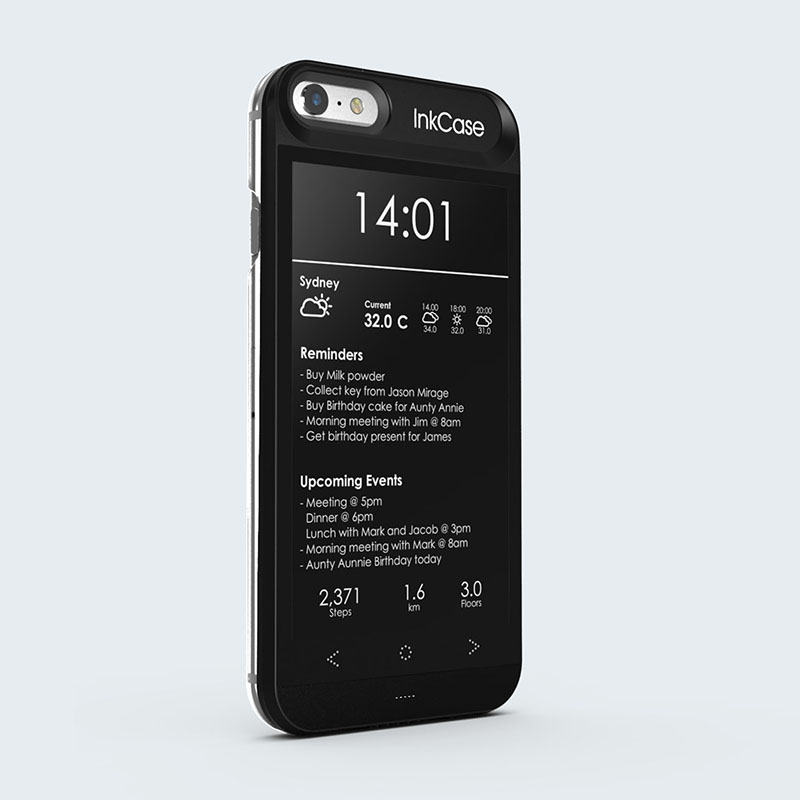 InkCase
14:01
Sydney
Current
32.0 C
14.00 18:00 20:00
34.0 32.0 31.0
Reminders
- Buy Milk powder
- Collect key from Jason Mirage
- Buy Birthday cake for Aunty Annie
- Morning meeting with Jim @ 8am
- Get birthday present for James
Upcoming Events
- Meeting @ 5pm
Dinner @ 6pm
Lunch with Mark and Jacob @ 3pm
- Morning meeting with Mark @ 8am
- Aunty Aunnie Birthday today
2,371 1.6 3.0
Steps km Floors